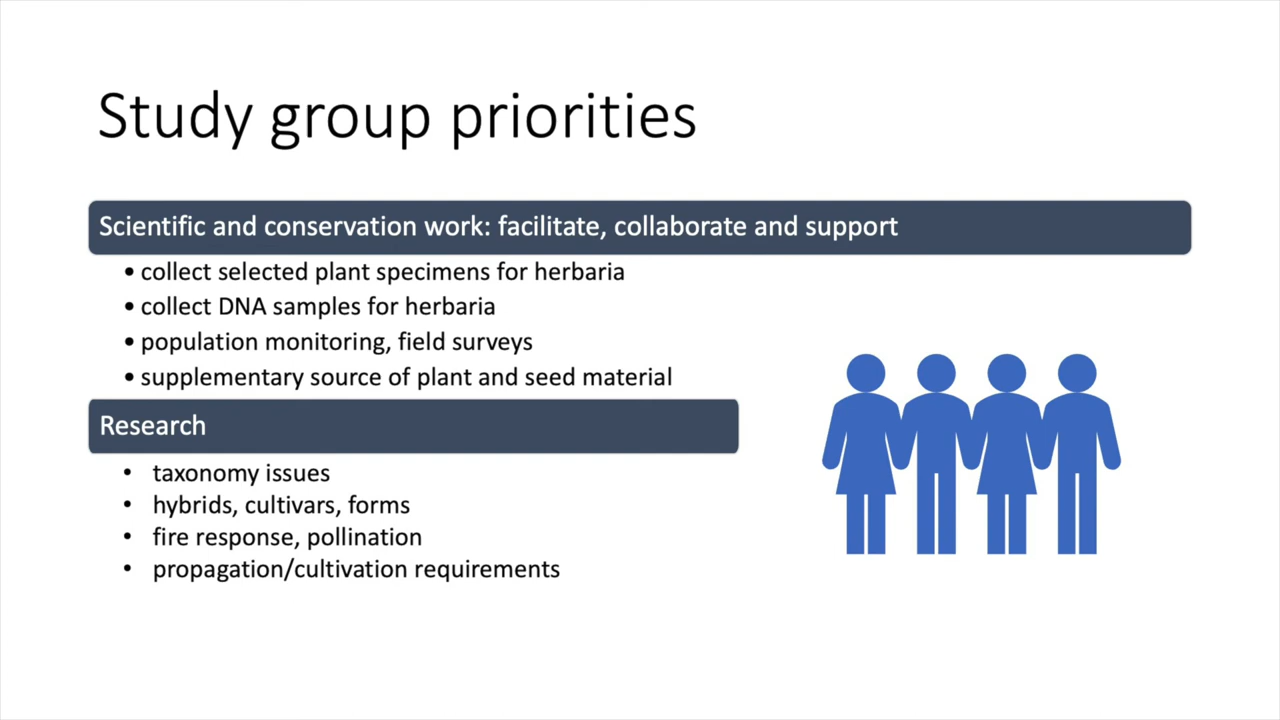 Study group priorities
Scientific and conservation work: facilitate, collaborate and support
• collect selected plant specimens for herbaria
• collect DNA samples for herbaria
• population monitoring, field surveys
• supplementary source of plant and seed material
Research
• taxonomy issues
• hybrids, cultivars, forms
• fire response, pollination
• propagation/cultivation requirements